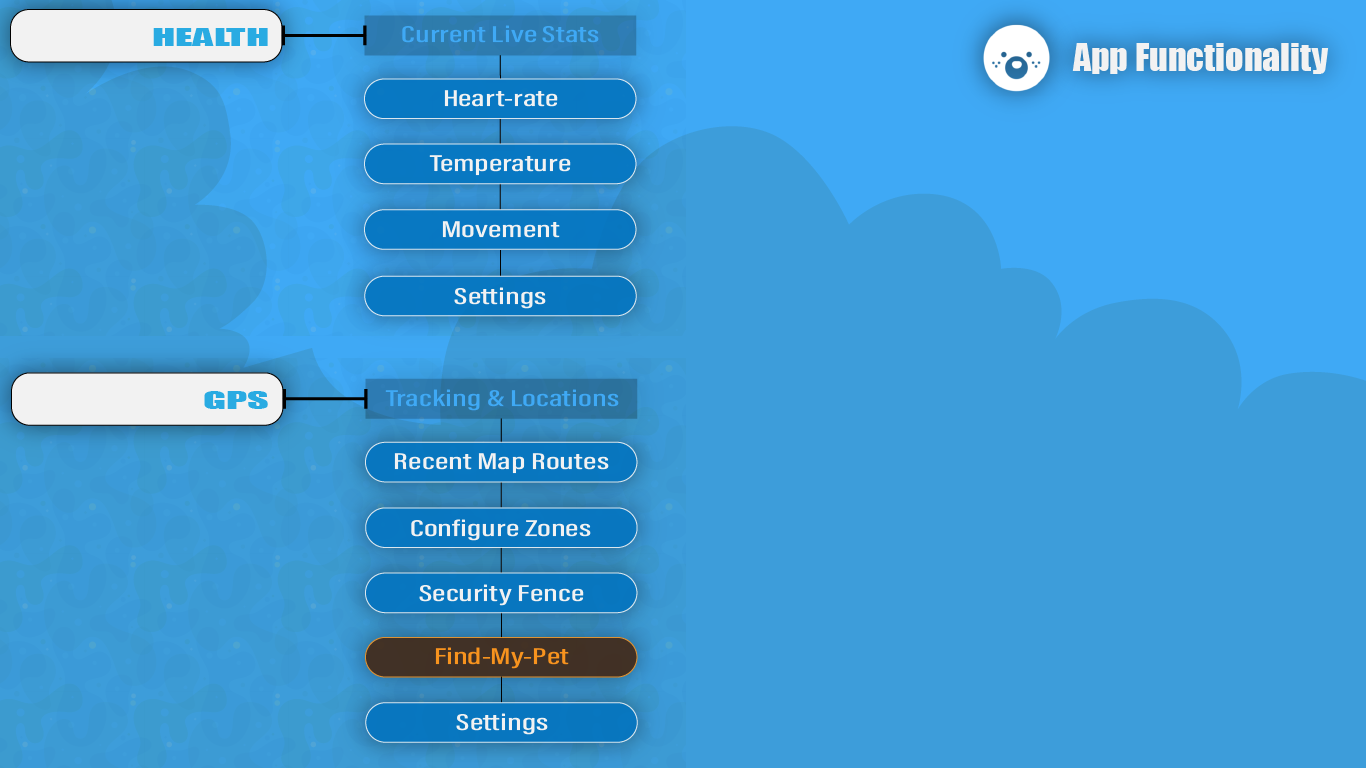 HEALTH
Current Live Stats
App Functionality
Heart-rate
Temperature
Movement
Settings
GPS
Tracking & Locations
Recent Map Routes
Configure Zones
Security Fence
Find-My-Pet
Settings